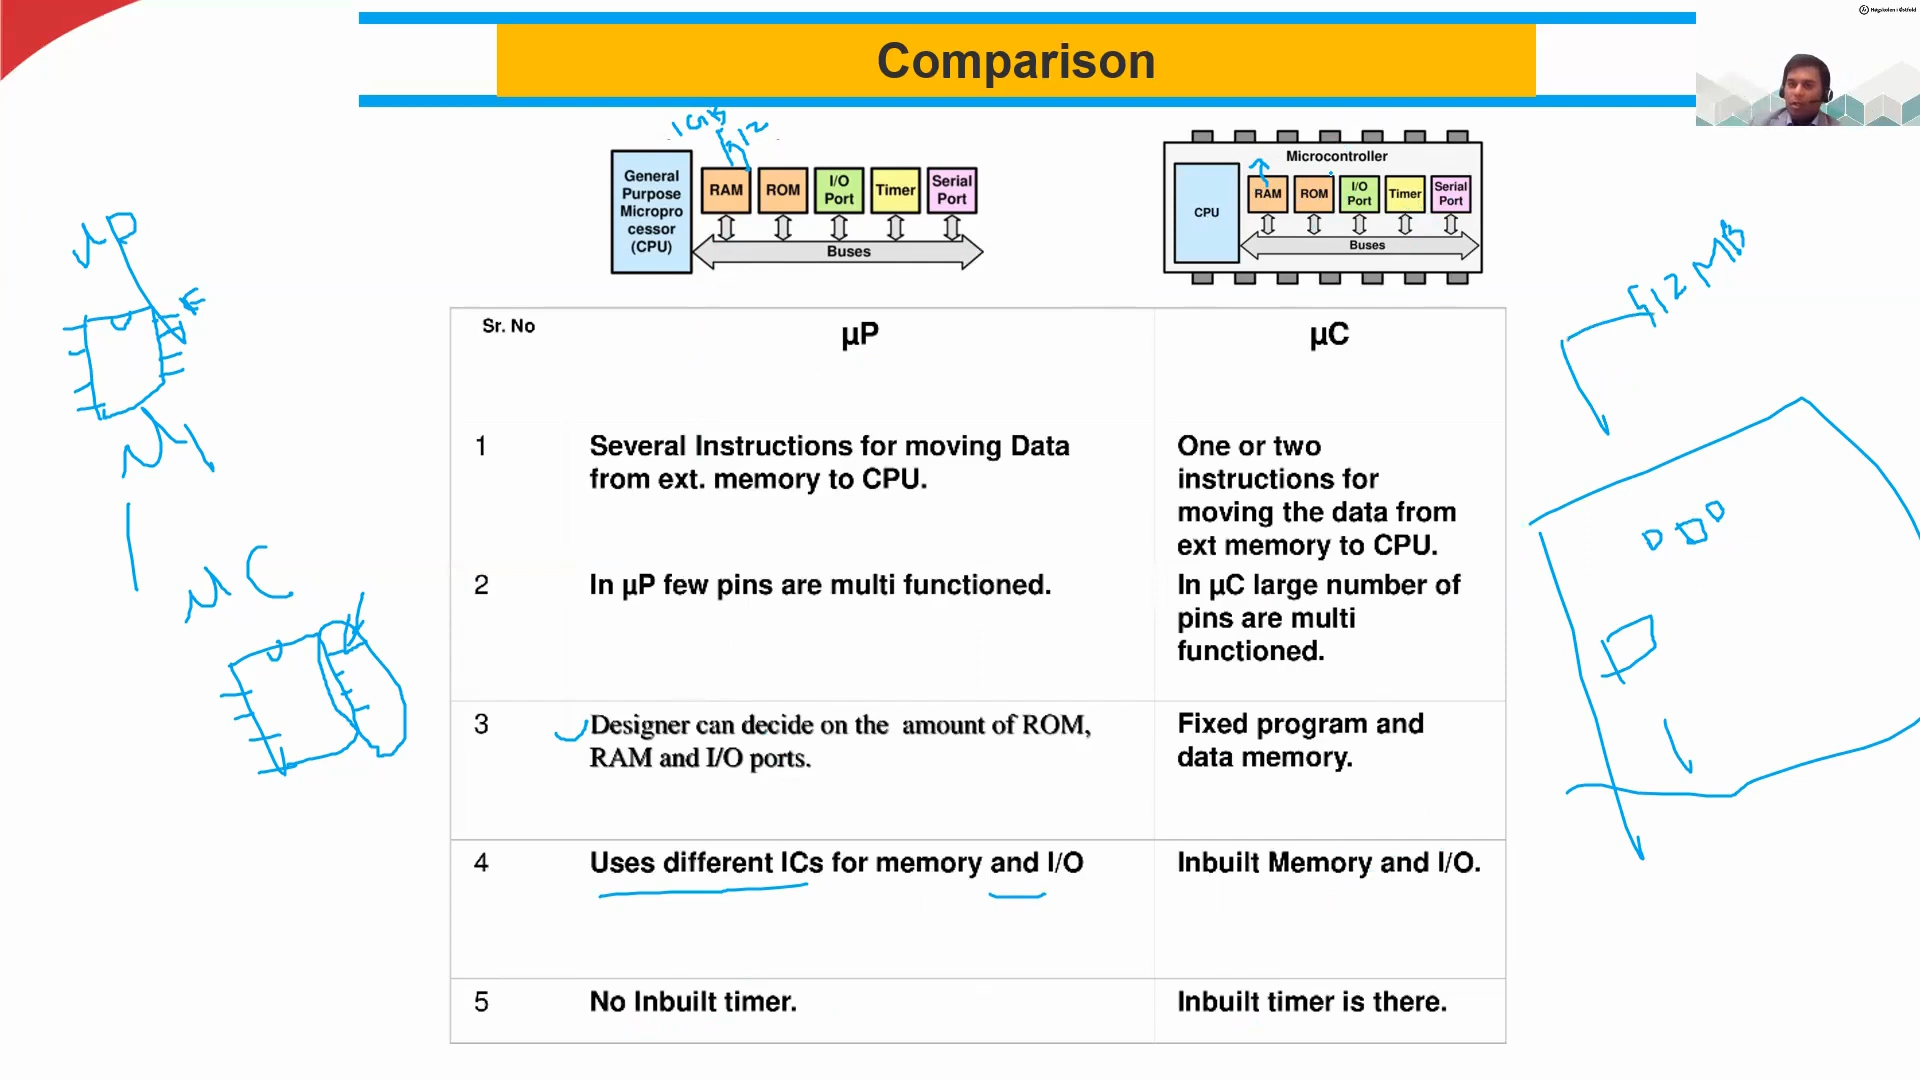 Høgskolen i Østfold
Comparison
1GB
512
General
Purpose
Micropro
cessor
(CPU)
RAM
ROM
I/O
Port
Timer
Serial
Port
Buses
Microcontroller
CPU
RAM
ROM
I/O
Port
Timer
Serial
Port
Buses
μP
512 MB
Sr. No
μP
μC
1
Several Instructions for moving Data
from ext. memory to CPU.
One or two
instructions for
moving the data from
ext memory to CPU.
2
In μP few pins are multi functioned.
In μC large number of
pins are multi
functioned.
μC
3
Designer can decide on the amount of ROM,
RAM and I/O ports.
Fixed program and
data memory.
4
Uses different ICs for memory and I/O
Inbuilt Memory and I/O.
5
No Inbuilt timer.
Inbuilt timer is there.